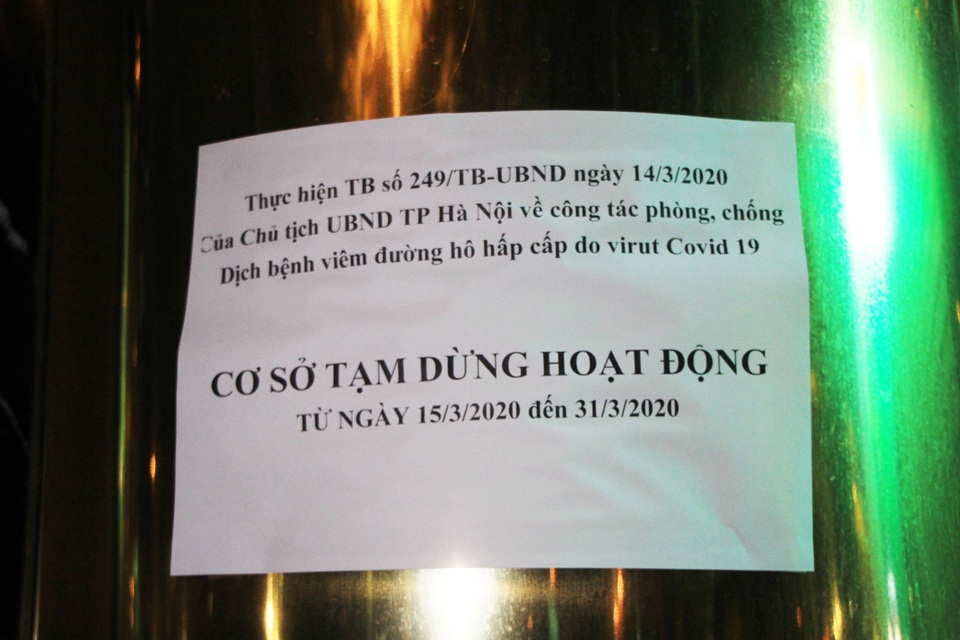 Thực hiện TB số 249/TB-UBND ngày 14/3/2020
Của Chủ tịch UBND TP Hà Nội về công tác phòng, chống
Dịch bệnh viêm đường hô hấp cấp do virut Covid 19
CƠ SỞ TẠM DỪNG HOẠT ĐỘNG
TỪ NGÀY 15/3/2020 đến 31/3/2020